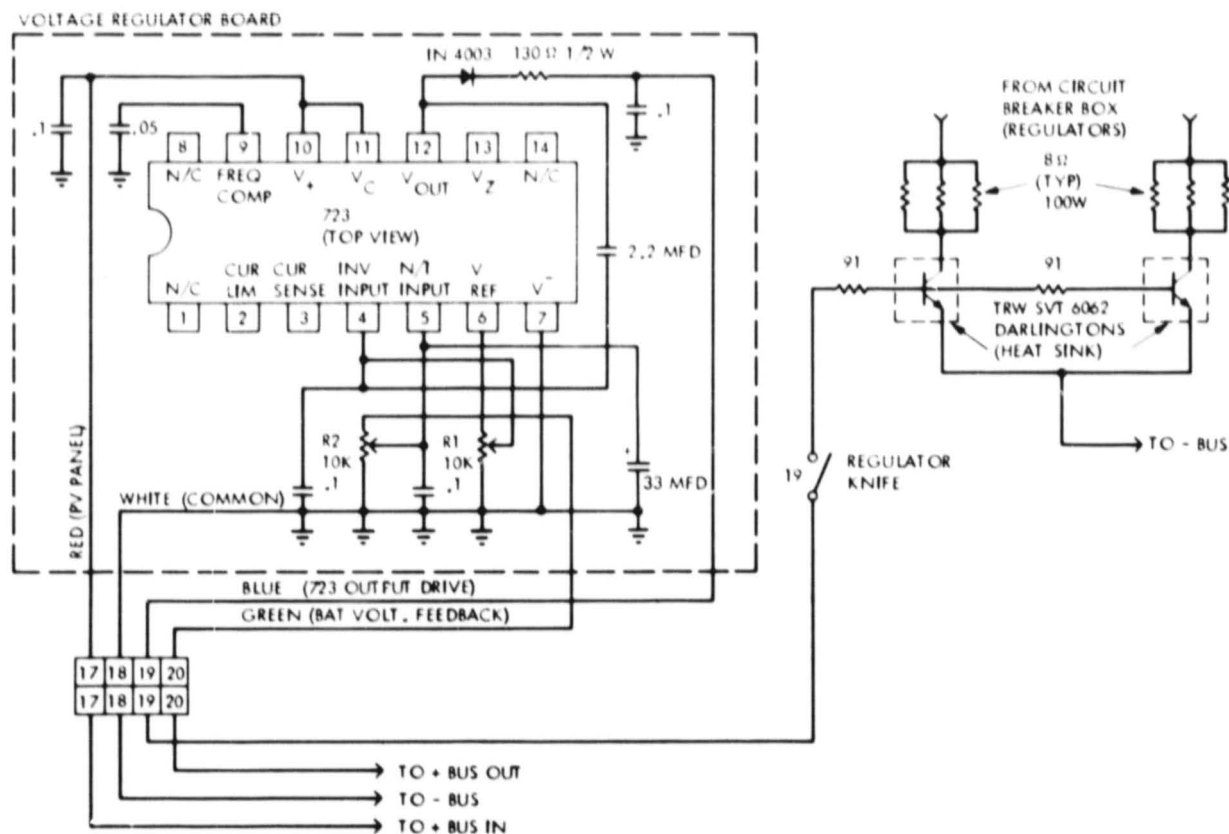 VOLTAGE REGULATOR BOARD
IN 4003
130 Ω 1/2 W
.1
.05
.1
8
9
10
11
12
13
14
N/C
FREQ
COMP
V+
VC
VOUT
VZ
N/C
723
(TOP VIEW)
N/C
CUR
LIM
CUR
SENSE
INV
INPUT
N/I
INPUT
V
REF
V-
1
2
3
4
5
6
7
2.2 MFD
R2
10K
R1
10K
.1
.1
+
33 MFD
WHITE (COMMON)
RED (PV PANEL)
BLUE (723 OUTPUT DRIVE)
GREEN (BAT VOLT. FEEDBACK)
17 18 19 20
17 18 19 20
TO + BUS OUT
TO - BUS
TO + BUS IN
FROM CIRCUIT
BREAKER BOX
(REGULATORS)
8 Ω
(TYP)
100W
91
91
TRW SVT 6062
DARLINGTONS
(HEAT SINK)
TO - BUS
19
REGULATOR
KNIFE